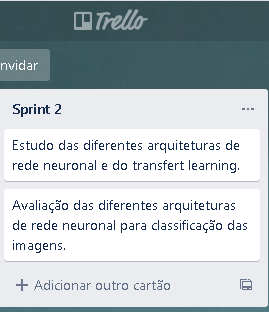 Trello
nvidar
Sprint 2
Estudo das diferentes arquiteturas de
rede neuronal e do transfert learning.
Avaliação das diferentes arquiteturas
de rede neuronal para classificação das
imagens.
+ Adicionar outro cartão